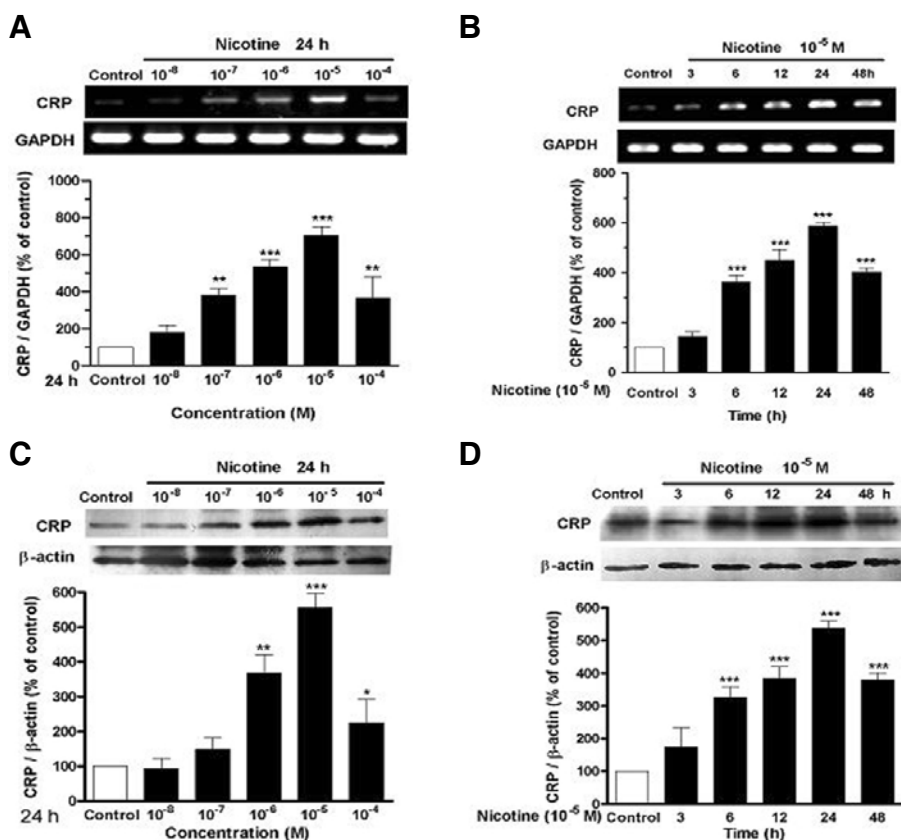 A
Nicotine 24 h
Control 10⁻⁸ 10⁻⁷ 10⁻⁶ 10⁻⁵ 10⁻⁴
CRP
GAPDH
1000
800
600
400
200
0
CRP / GAPDH (% of control)
** *** *** **
24 h Control 10⁻⁸ 10⁻⁷ 10⁻⁶ 10⁻⁵ 10⁻⁴
Concentration (M)
B
Nicotine 10⁻⁵ M
Control 3 6 12 24 48h
CRP
GAPDH
800
600
400
200
0
CRP / GAPDH (% of control)
*** *** *** ***
Nicotine (10⁻⁵ M) Control 3 6 12 24 48
Time (h)
C
Nicotine 24 h
Control 10⁻⁸ 10⁻⁷ 10⁻⁶ 10⁻⁵ 10⁻⁴
CRP
β-actin
600
500
400
300
200
100
0
CRP / β-actin (% of control)
** *** *
24 h Control 10⁻⁸ 10⁻⁷ 10⁻⁶ 10⁻⁵ 10⁻⁴
Concentration (M)
D
Nicotine 10⁻⁵ M
Control 3 6 12 24 48 h
CRP
β-actin
600
500
400
300
200
100
0
CRP / β-actin (% of control)
*** *** *** ***
Nicotine (10⁻⁵ M) Control 3 6 12 24 48
Time (h)